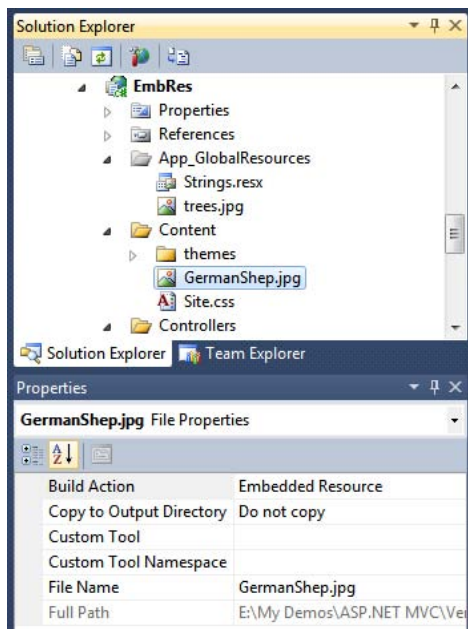 Solution Explorer
EmbRes
Properties
References
App_GlobalResources
Strings.resx
trees.jpg
Content
themes
GermanShep.jpg
Site.css
Controllers
Solution Explorer Team Explorer
Properties
GermanShep.jpg File Properties
Build Action Embedded Resource
Copy to Output Directory Do not copy
Custom Tool
Custom Tool Namespace
File Name GermanShep.jpg
Full Path E:\My Demos\ASP.NET MVC\Ver